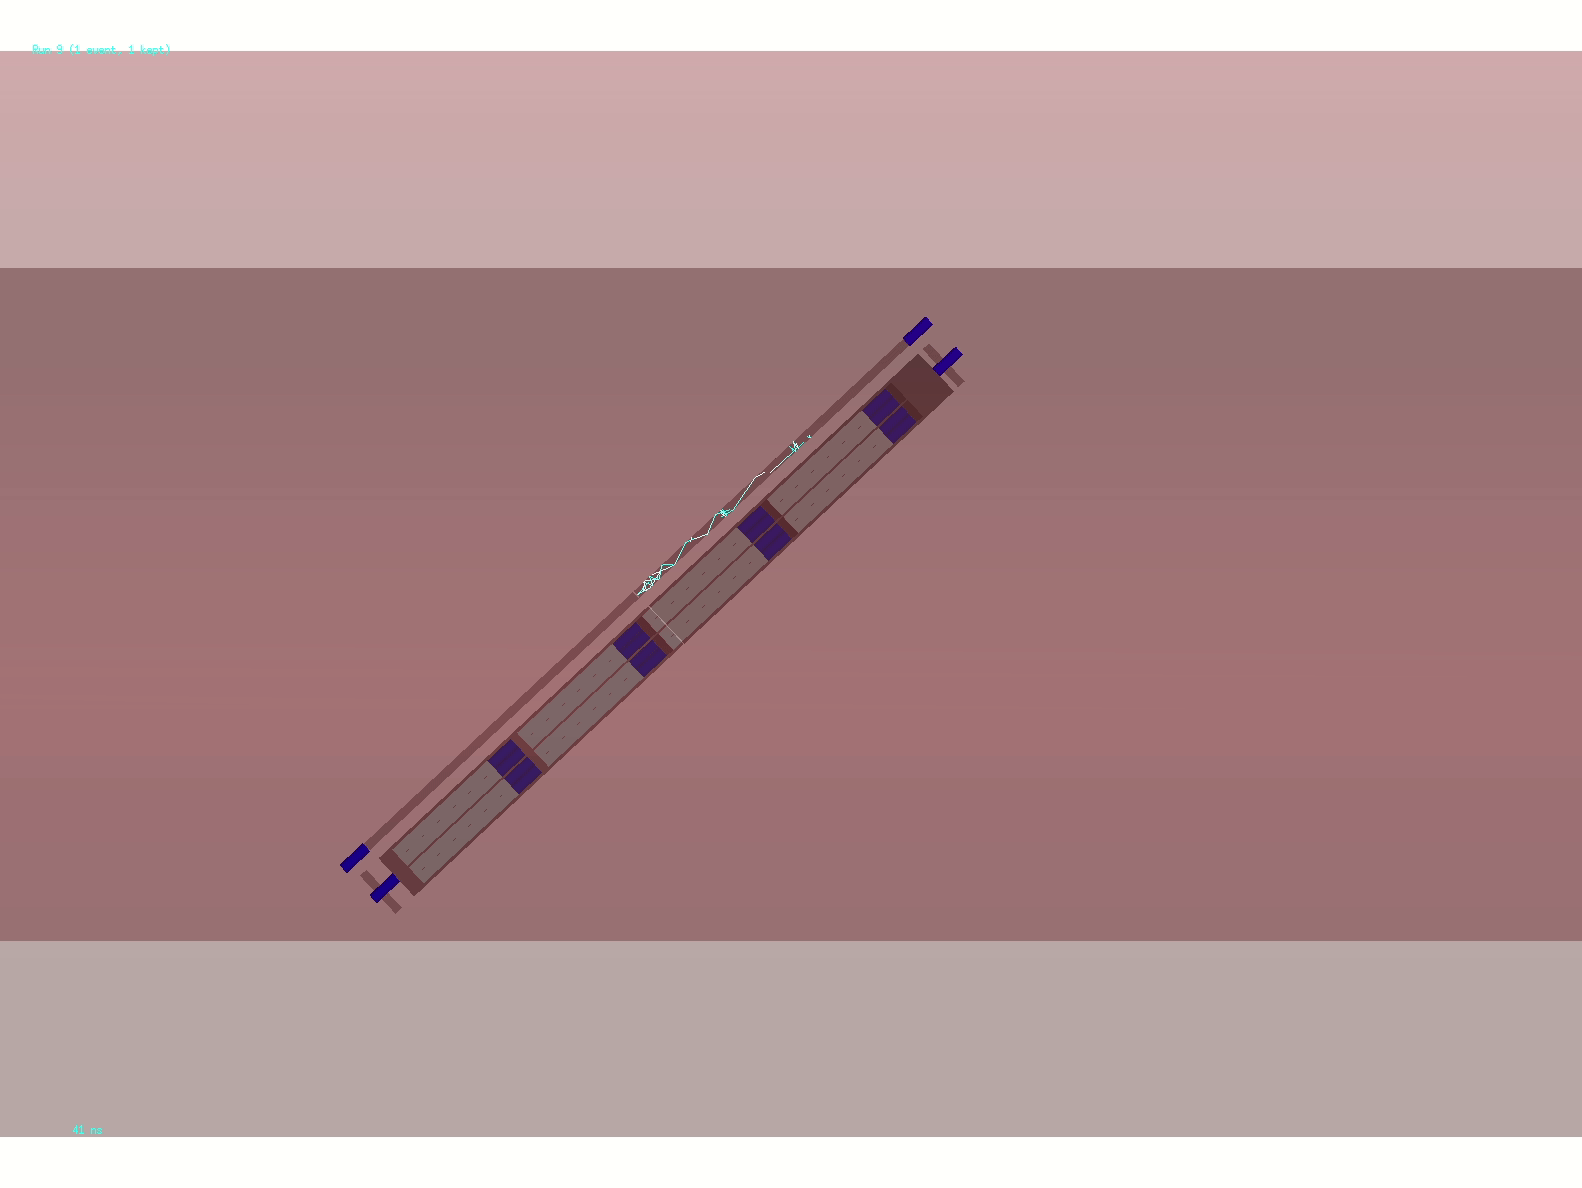 Run 9 (1 event, 1 kept)
41 ns